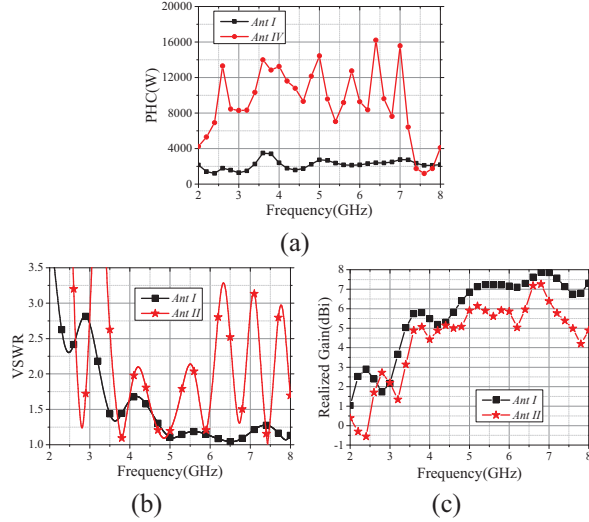 20000
16000
12000
8000
4000
0
PHC(W)
Ant I
Ant IV
2 3 4 5 6 7 8
Frequency(GHz)
(a)
3.5
3.0
2.5
2.0
1.5
1.0
VSWR
Ant I
Ant II
2 3 4 5 6 7 8
Frequency(GHz)
(b)
8
7
6
5
4
3
2
1
0
-1
Realized Gain(dBi)
Ant I
Ant II
2 3 4 5 6 7 8
Frequency(GHz)
(c)